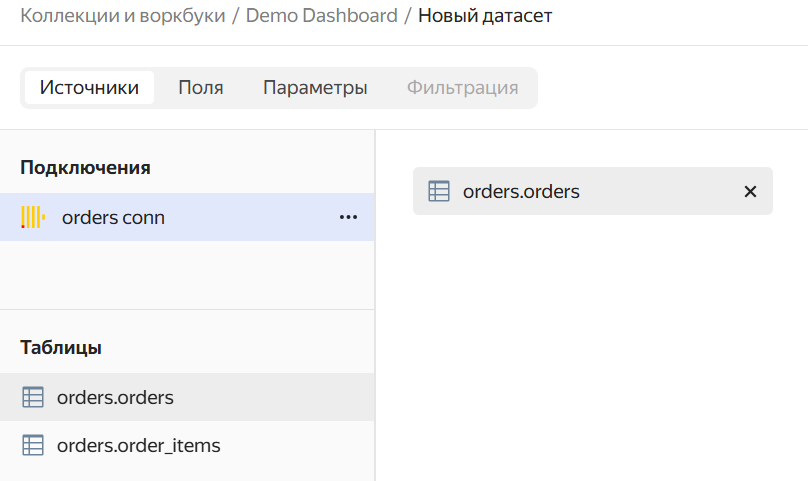 Коллекции и воркбуки / Demo Dashboard / Новый датасет
Источники Поля Параметры Фильтрация
Подключения
orders conn
orders.orders
Таблицы
orders.orders
orders.order_items